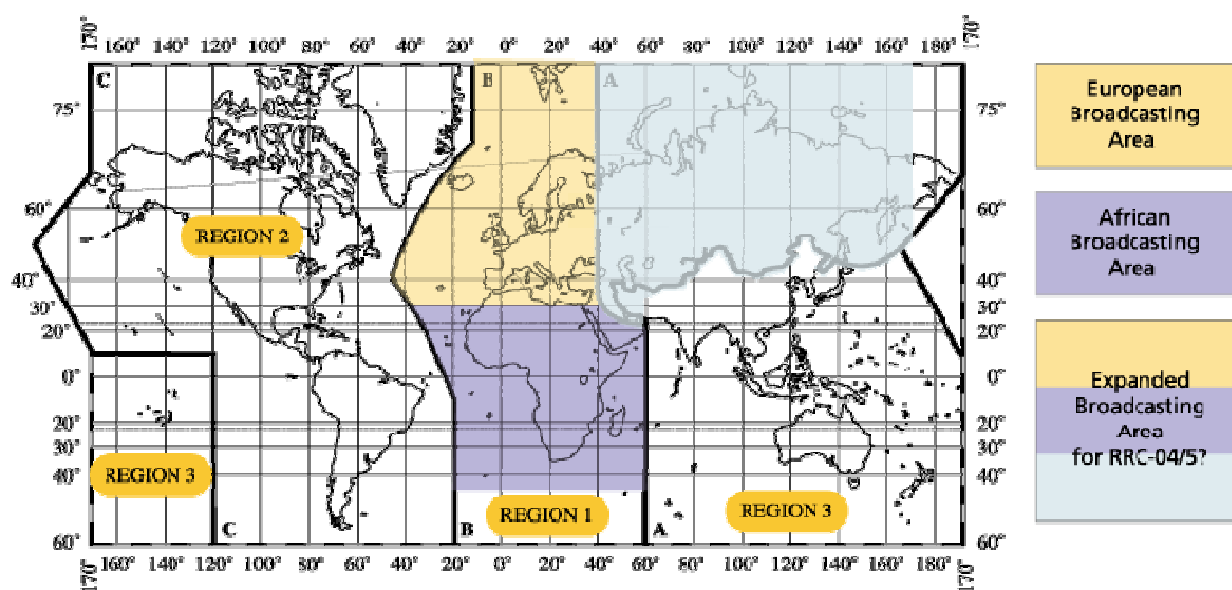 170° 160° 140° 120° 100° 80° 60° 40° 20° 0° 20° 40° 60° 80° 100° 120° 140° 160° 180° 170°
C B A
75° 75°
60° 60°
REGION 2
40° 40°
30° 30°
20° 20°
0° 0°
20° 20°
30° 30°
40° 40°
REGION 3
REGION 1
REGION 3
C B A
60° 60°
170° 160° 140° 120° 100° 80° 60° 40° 20° 0° 20° 40° 60° 80° 100° 120° 140° 160° 180° 170°
European
Broadcasting
Area
African
Broadcasting
Area
Expanded
Broadcasting
Area
for RRC-04/5?